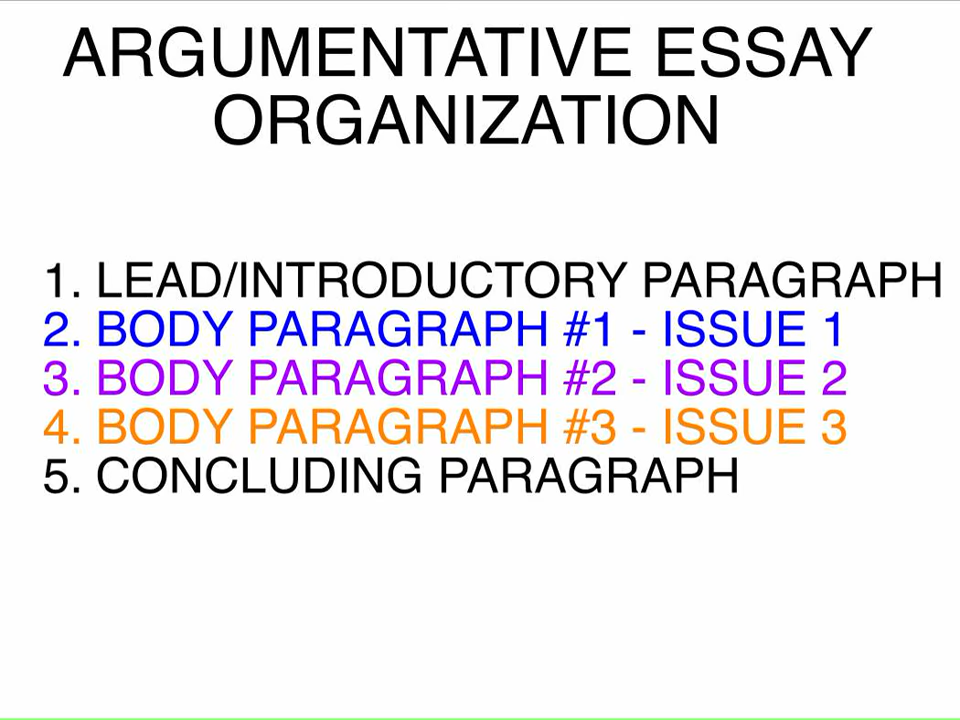 ARGUMENTATIVE ESSAY
ORGANIZATION
1. LEAD/INTRODUCTORY PARAGRAPH
2. BODY PARAGRAPH #1 - ISSUE 1
3. BODY PARAGRAPH #2 - ISSUE 2
4. BODY PARAGRAPH #3 - ISSUE 3
5. CONCLUDING PARAGRAPH